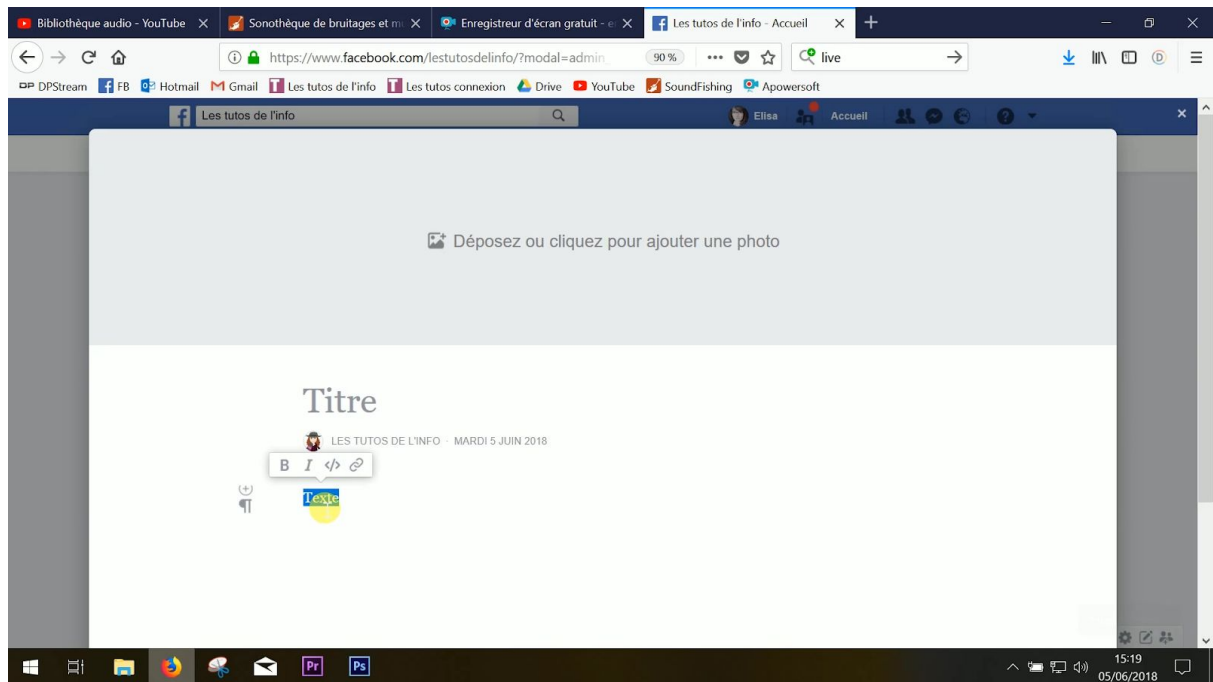 Bibliothèque audio - YouTube
Sonothèque de bruitages et m
Enregistreur d'écran gratuit - e
Les tutos de l'info - Accueil
https://www.facebook.com/lestutosdelinfo/?modal=admin_
90 %
live
DPStream
FB
Hotmail
Gmail
Les tutos de l'info
Les tutos connexion
Drive
YouTube
SoundFishing
Apowersoft
Les tutos de l'info
Elisa
Accueil
Déposez ou cliquez pour ajouter une photo
Titre
LES TUTOS DE L'INFO · MARDI 5 JUIN 2018
B I </>
Texte
Pr
Ps
15:19
05/06/2018